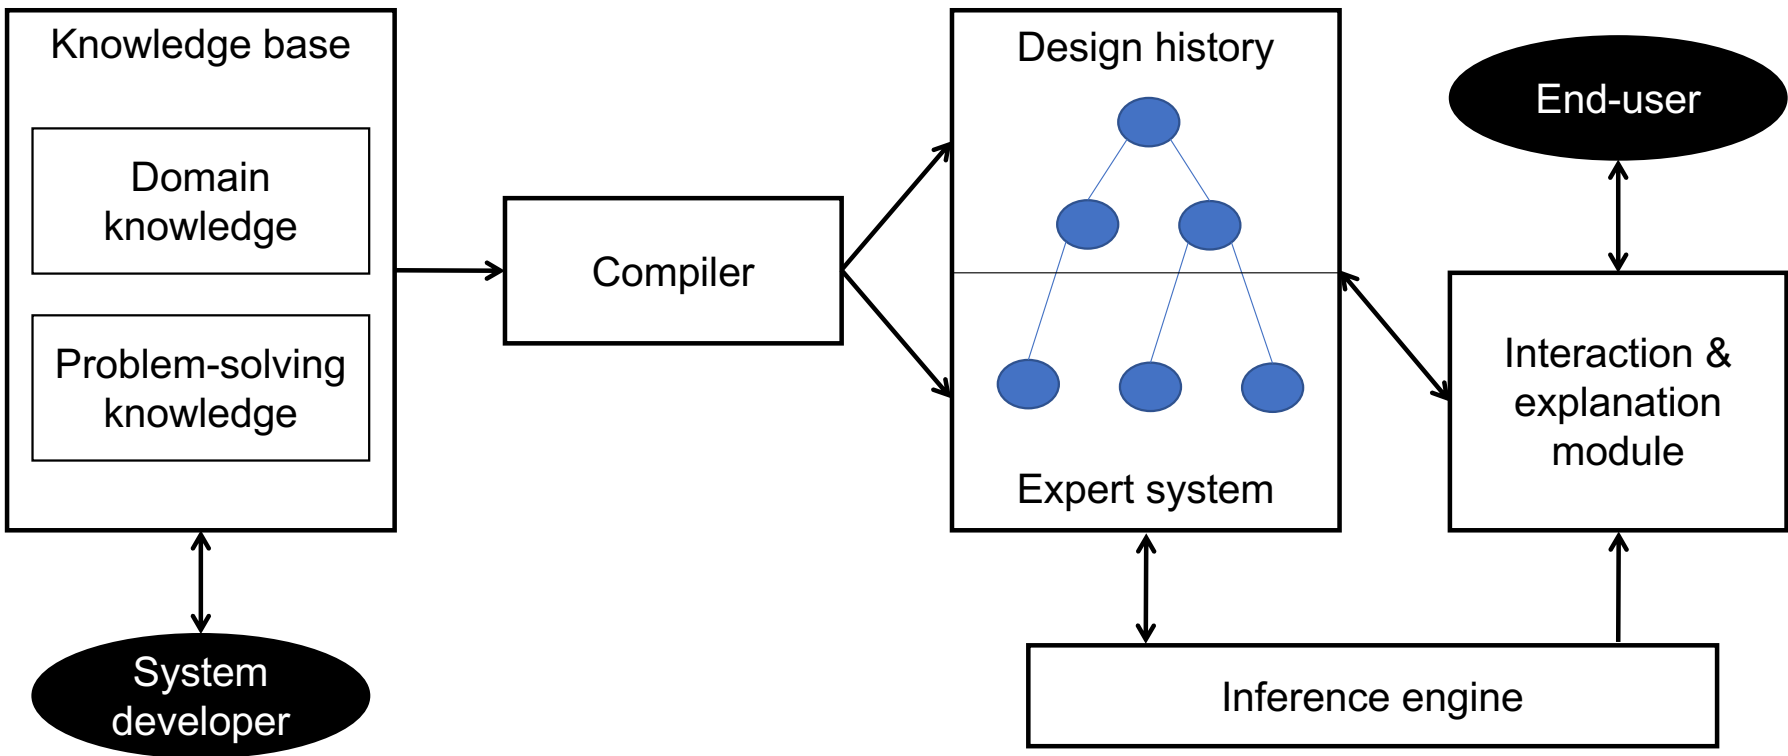 Knowledge base
Domain
knowledge
Problem-solving
knowledge
System
developer
Compiler
Design history
Expert system
End-user
Interaction &
explanation
module
Inference engine